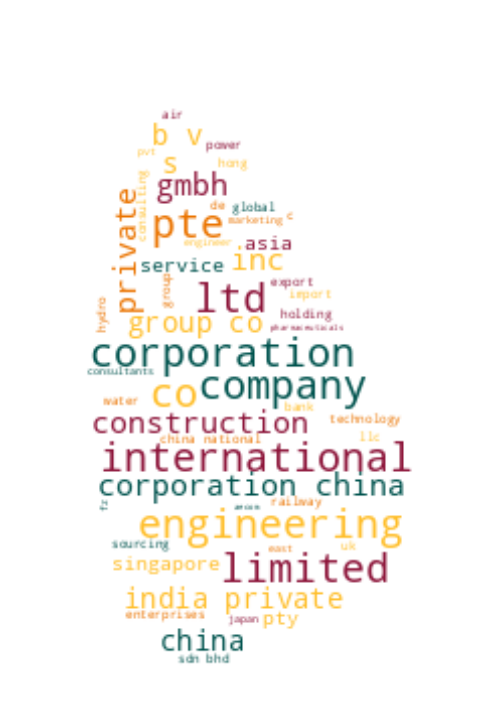 air
b v
power
pvt
s
hong
gmbh
consulting
private
de
global
c
pte
marketing
engineer
asia
service
inc
group
export
ltd
import
hydro
holding
group co
pharmaceuticals
corporation
consultants
company
co
water
bank
construction
technology
china national
llc
international
corporation china
railway
fz
aecom
engineering
sourcing
east
uk
limited
singapore
india private
enterprises
japan
pty
china
sdn bhd